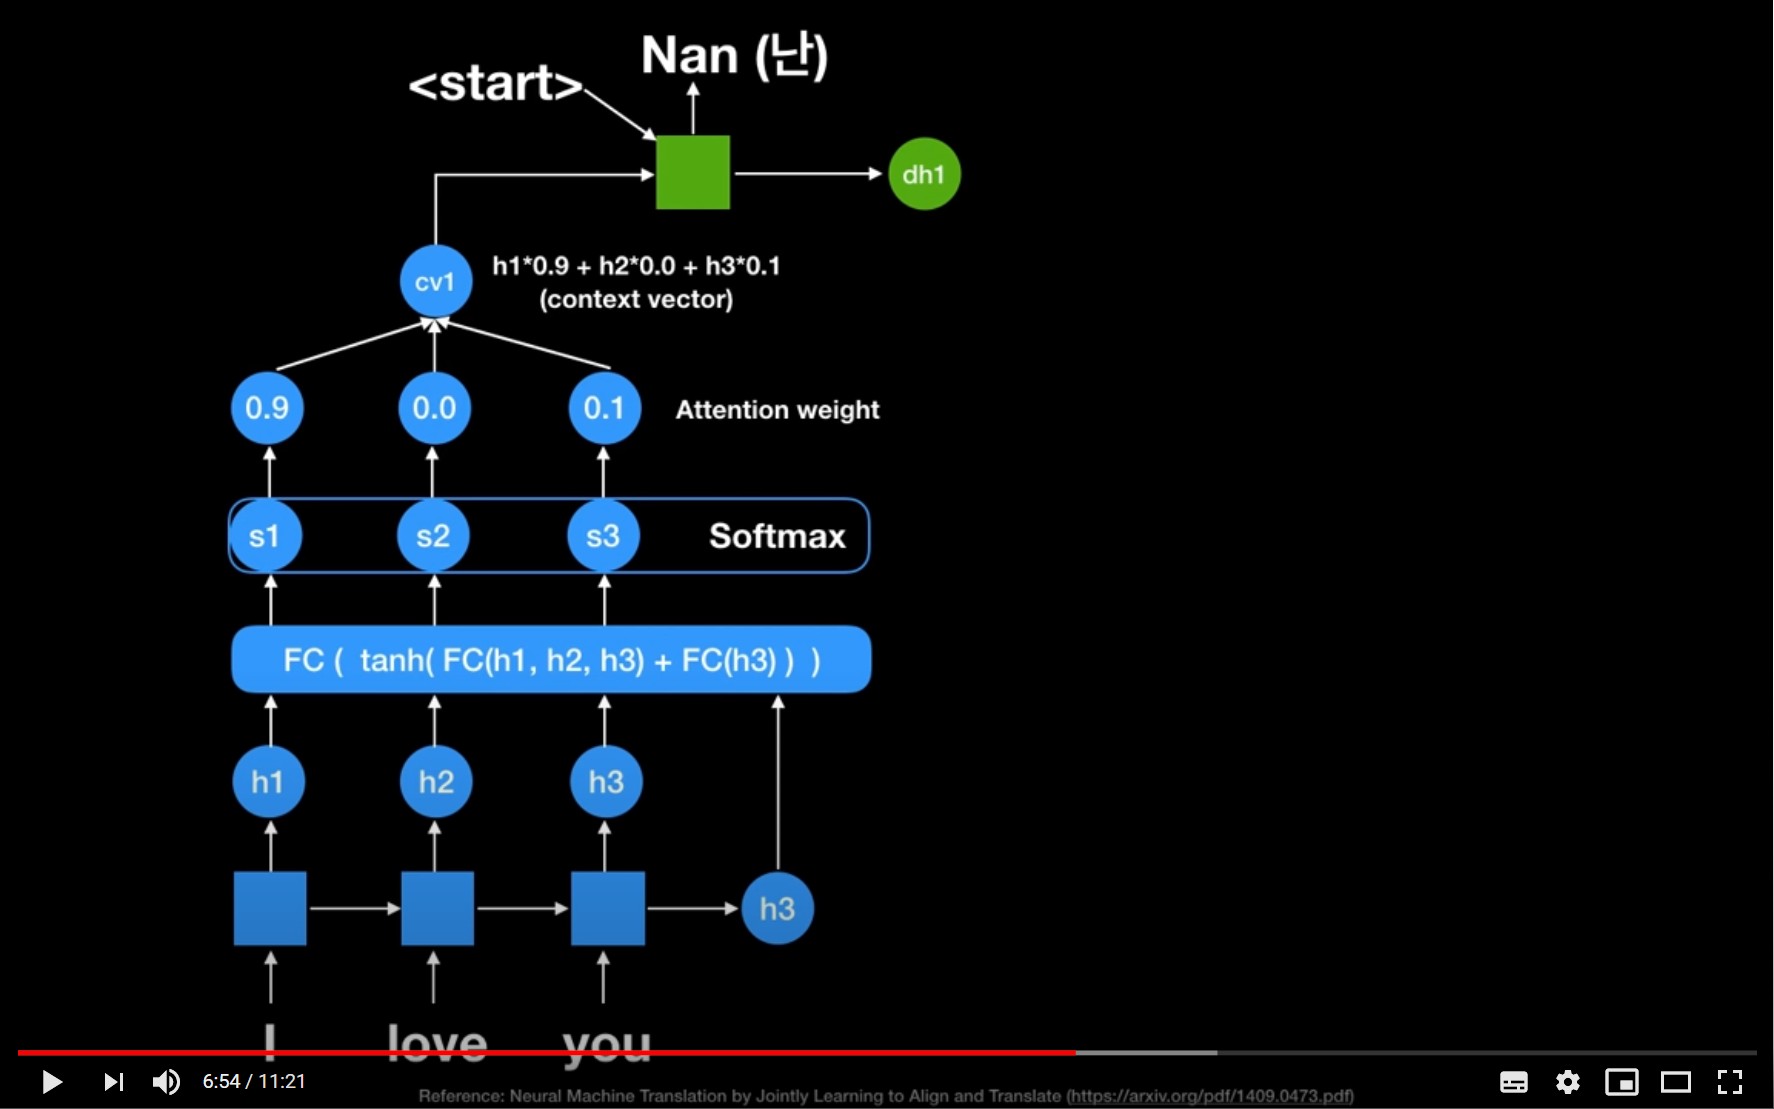 Nan (난)
<start>
dh1
cv1
h1*0.9 + h2*0.0 + h3*0.1
(context vector)
0.9 0.0 0.1 Attention weight
s1 s2 s3 Softmax
FC ( tanh( FC(h1, h2, h3) + FC(h3) ) )
h1 h2 h3
h3
I love you
6:54 / 11:21
Reference: Neural Machine Translation by Jointly Learning to Align and Translate (https://arxiv.org/pdf/1409.0473.pdf)